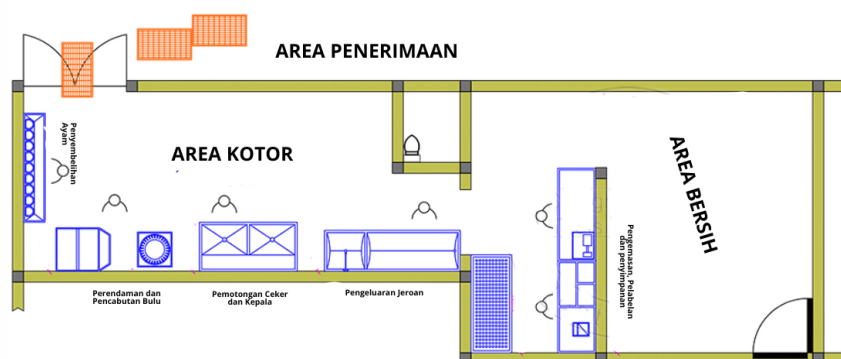 AREA PENERIMAAN
AREA KOTOR
Penyembelihan
Ayam
AREA BERSIH
Pengemasan, Pelabelan
dan penyimpanan
Perendaman dan
Pencabutan Bulu
Pemotongan Ceker
dan Kepala
Pengeluaran Jeroan